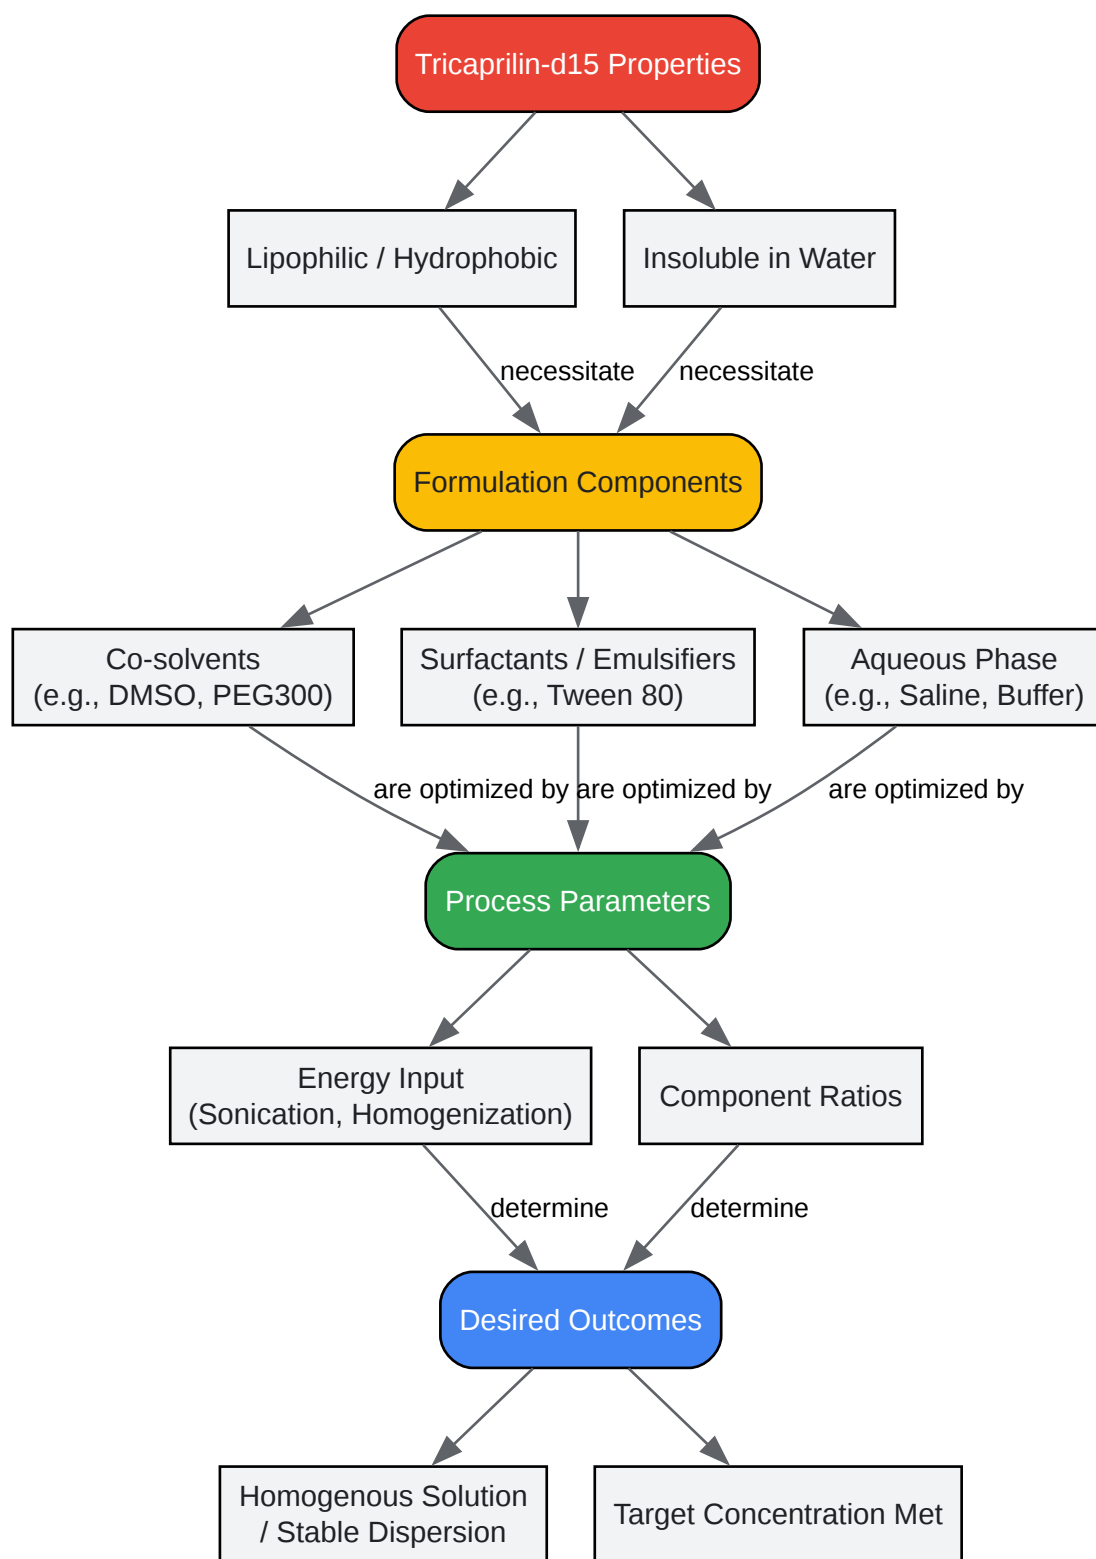 Tricaprilin-d15 Properties
Lipophilic / Hydrophobic
Insoluble in Water
necessitate
necessitate
Formulation Components
Co-solvents
(e.g., DMSO, PEG300)
Surfactants / Emulsifiers
(e.g., Tween 80)
Aqueous Phase
(e.g., Saline, Buffer)
are optimized by
are optimized by
are optimized by
Process Parameters
Energy Input
(Sonication, Homogenization)
Component Ratios
determine
determine
Desired Outcomes
Homogenous Solution
/ Stable Dispersion
Target Concentration Met